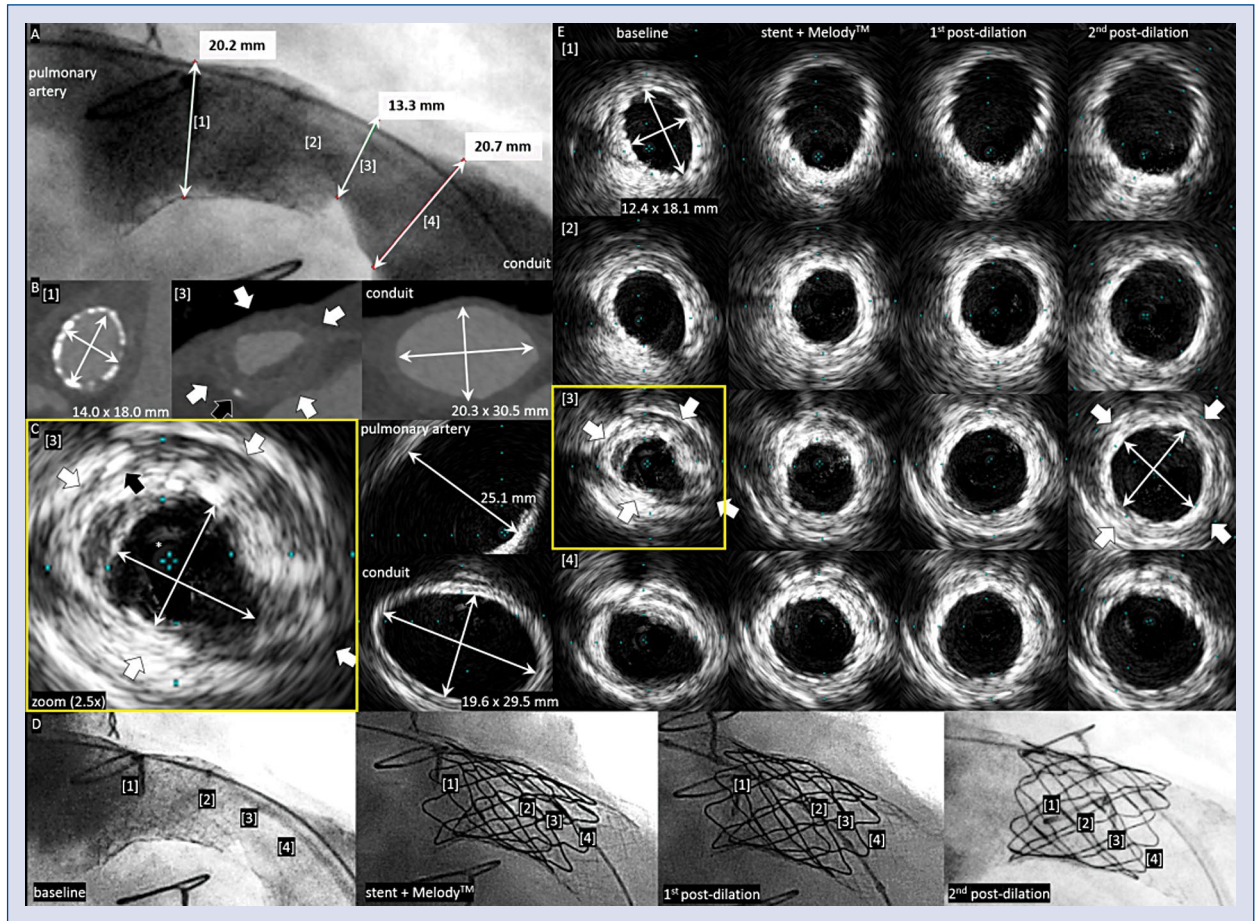 A
20.2 mm
pulmonary
artery
[1]
13.3 mm
[2]
20.7 mm
[3]
[4]
conduit
B
[1]
14.0 x 18.0 mm
[3]
conduit
20.3 x 30.5 mm
C
[3]
*
zoom (2.5x)
pulmonary artery
25.1 mm
conduit
19.6 x 29.5 mm
D
[1]
[2]
[3]
[4]
baseline
[1]
[2]
[3]
[4]
stent + Melody™
[1]
[2]
[3]
[4]
1st post-dilation
[1]
[2]
[3]
[4]
2nd post-dilation
E
baseline
stent + Melody™
1st post-dilation
2nd post-dilation
[1]
12.4 x 18.1 mm
[2]
[3]
[4]